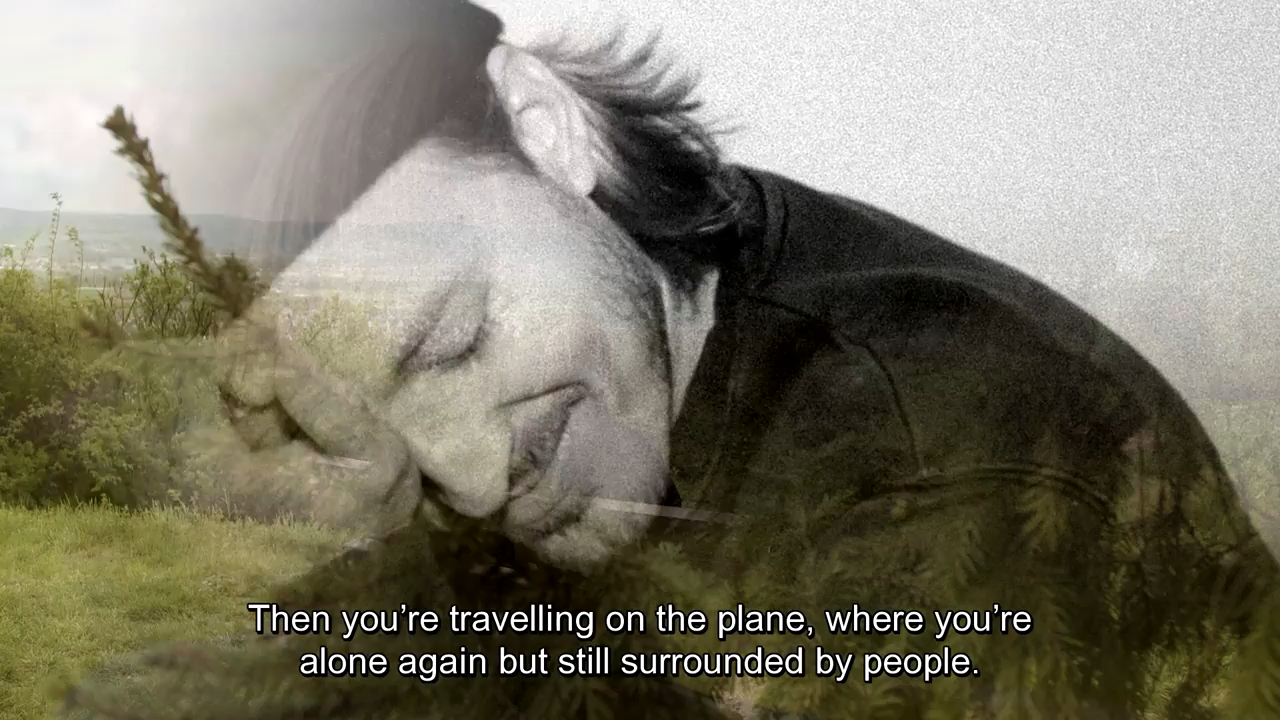 Then you’re travelling on the plane, where you’re
alone again but still surrounded by people.